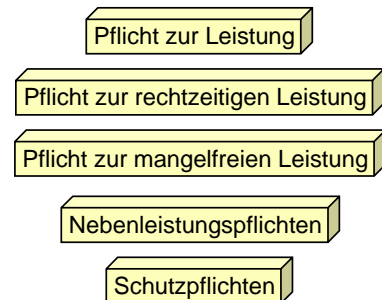 Pflicht zur Leistung
Pflicht zur rechtzeitigen Leistung
Pflicht zur mangelfreien Leistung
Nebenleistungspflichten
Schutzpflichten